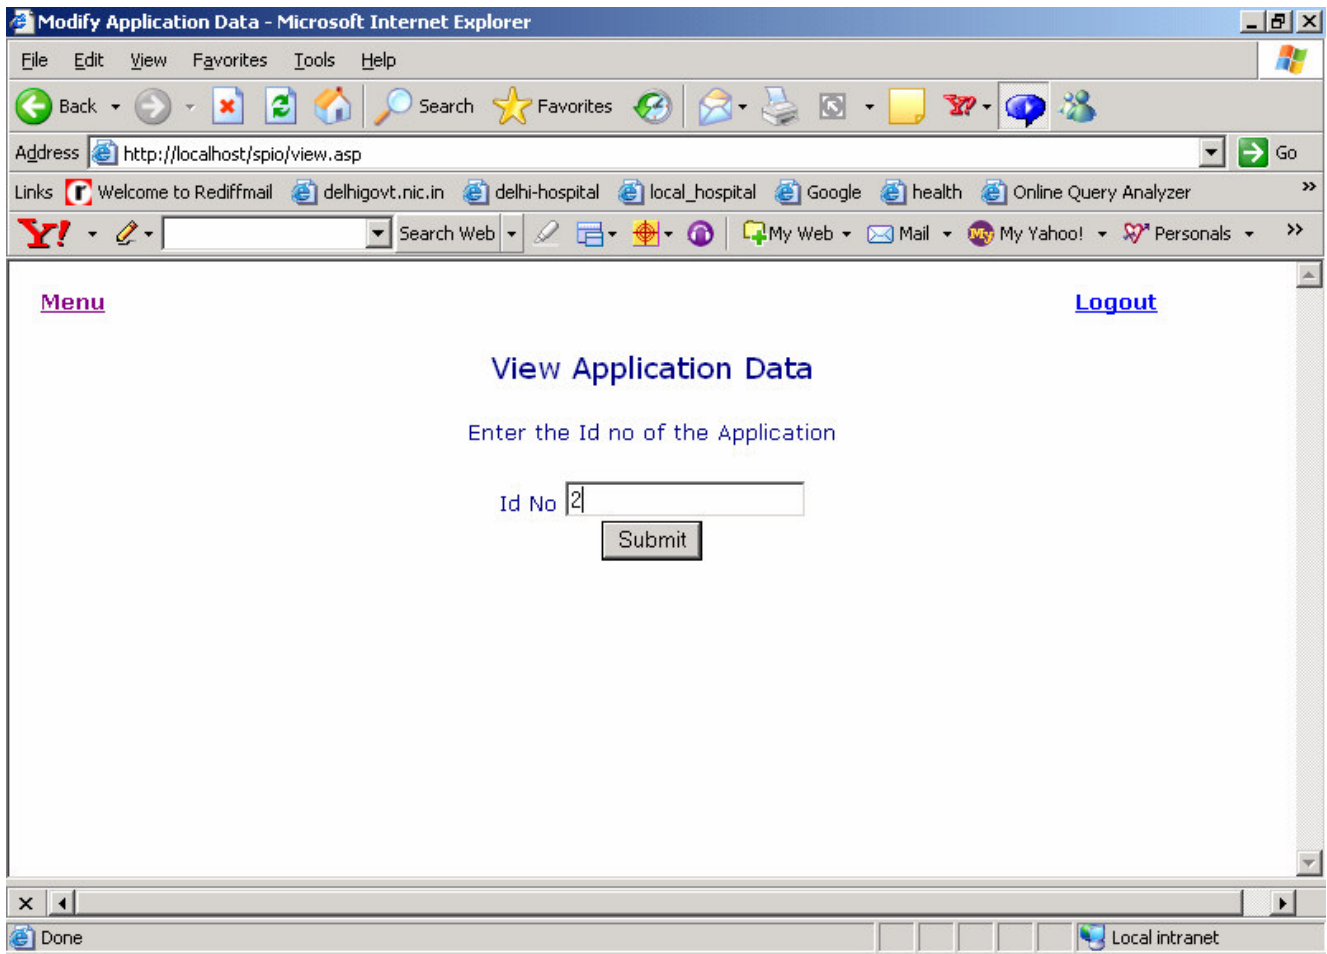 Modify Application Data - Microsoft Internet Explorer
File Edit View Favorites Tools Help
Back Search Favorites
Address http://localhost/spio/view.asp Go
Links Welcome to Rediffmail delhigovt.nic.in delhi-hospital local_hospital Google health Online Query Analyzer »
Y! Search Web My Web Mail My My Yahoo! Personals »
Menu Logout
View Application Data
Enter the Id no of the Application
Id No 2
Submit
Done Local intranet